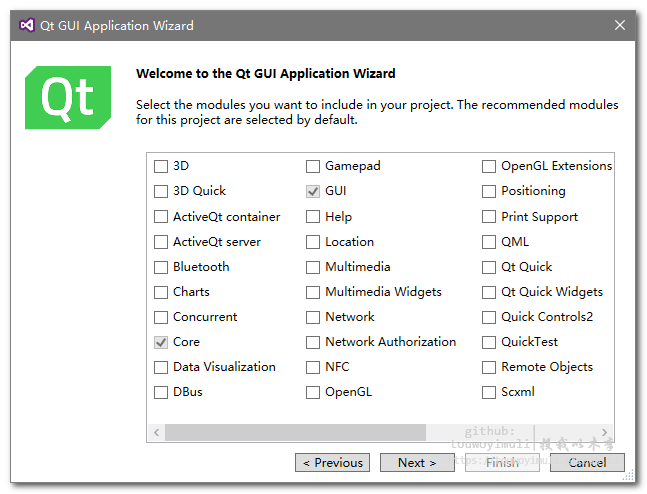 Qt GUI Application Wizard
Qt
Welcome to the Qt GUI Application Wizard
Select the modules you want to include in your project. The recommended modules
for this project are selected by default.
3D
3D Quick
ActiveQt container
ActiveQt server
Bluetooth
Charts
Concurrent
Core
Data Visualization
DBus
Gamepad
GUI
Help
Location
Multimedia
Multimedia Widgets
Network
Network Authorization
NFC
OpenGL
OpenGL Extensions
Positioning
Print Support
QML
Qt Quick
Qt Quick Widgets
Quick Controls2
QuickTest
Remote Objects
Scxml
github:
< Previous
Next >
Finish
Cancel